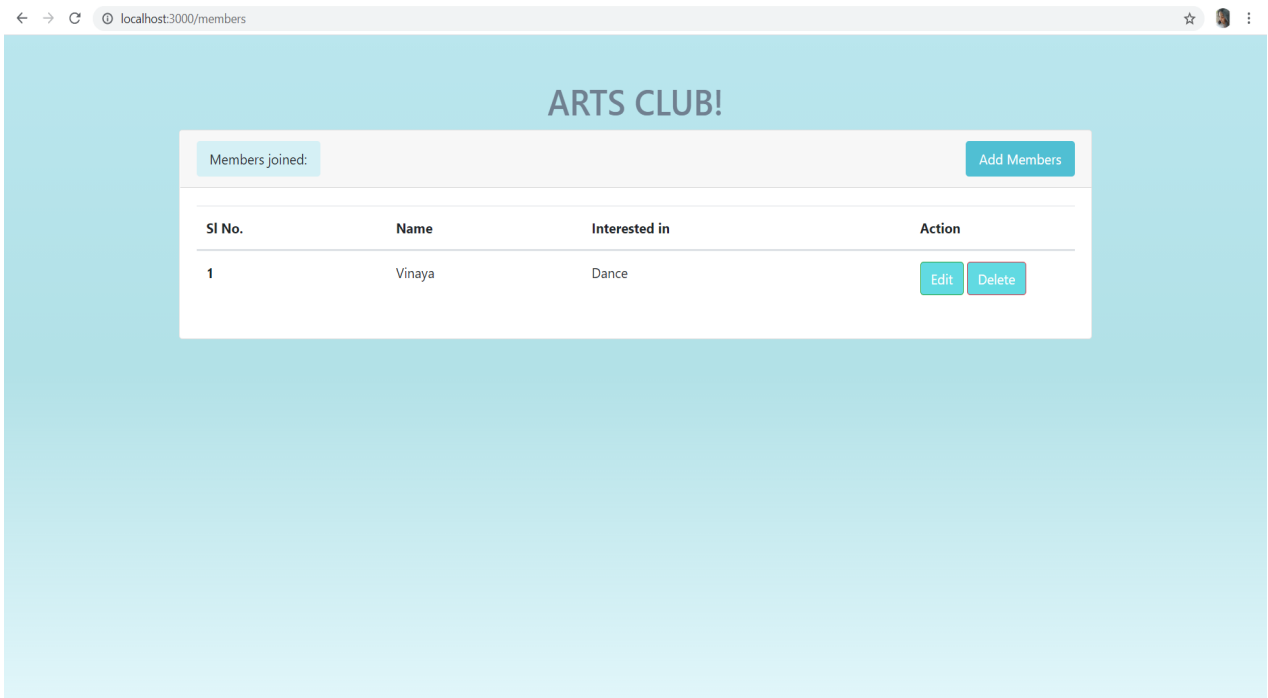 localhost:3000/members
ARTS CLUB!
Members joined: Add Members
Sl No. Name Interested in Action
1 Vinaya Dance Edit Delete